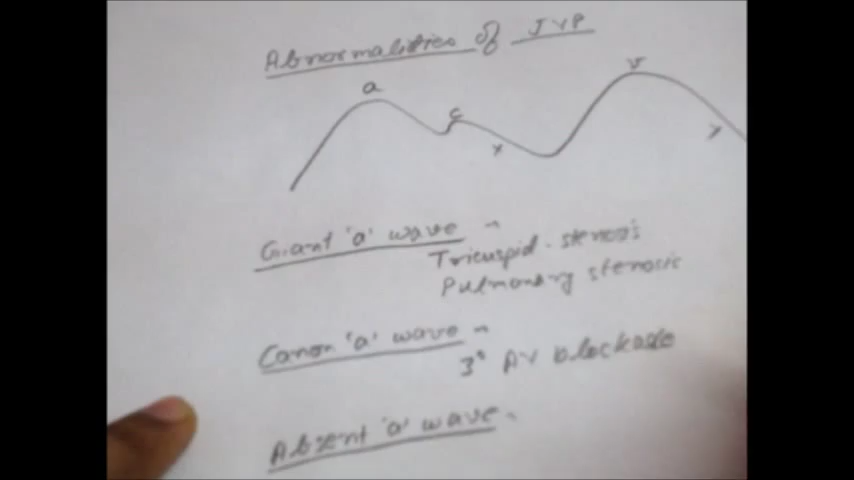 Abnormalities of JVP
a
c
x
v
y
Giant 'a' wave -
Tricuspid stenosis
Pulmonary stenosis
Canon 'a' wave -
3° AV blockade
Absent 'a' wave -